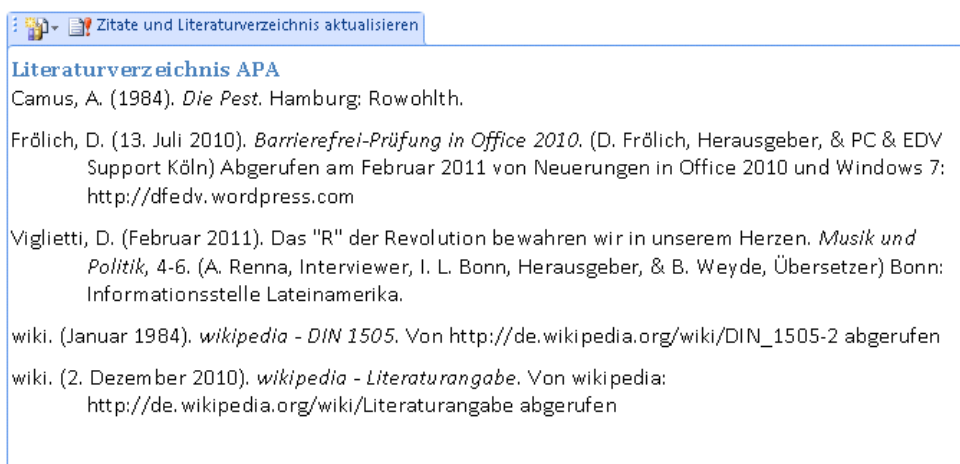 Zitate und Literaturverzeichnis aktualisieren
Literaturverzeichnis APA
Camus, A. (1984). Die Pest. Hamburg: Rowohlth.
Frölich, D. (13. Juli 2010). Barrierefrei-Prüfung in Office 2010. (D. Frölich, Herausgeber, & PC & EDV
Support Köln) Abgerufen am Februar 2011 von Neuerungen in Office 2010 und Windows 7:
http://dfedv.wordpress.com
Viglietti, D. (Februar 2011). Das "R" der Revolution bewahren wir in unserem Herzen. Musik und
Politik, 4-6. (A. Renna, Interviewer, I. L. Bonn, Herausgeber, & B. Weyde, Übersetzer) Bonn:
Informationsstelle Lateinamerika.
wiki. (Januar 1984). wikipedia - DIN 1505. Von http://de.wikipedia.org/wiki/DIN_1505-2 abgerufen
wiki. (2. Dezember 2010). wikipedia - Literaturangabe. Von wikipedia:
http://de.wikipedia.org/wiki/Literaturangabe abgerufen